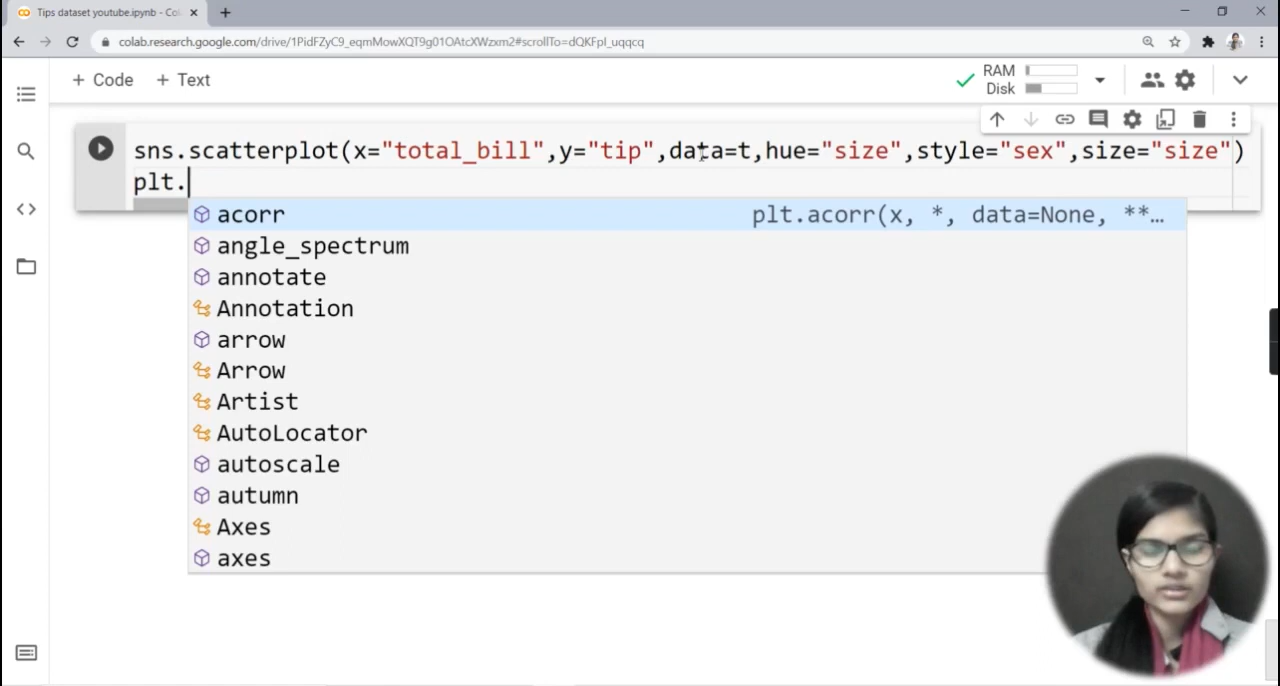 Tips dataset youtube.ipynb - Col
colab.research.google.com/drive/1PidFZyC9_eqmMowXQT9g01OAtcXWzxm2#scrollTo=dQKFpI_uqqcq
+ Code + Text
RAM
Disk
sns.scatterplot(x="total_bill",y="tip",data=t,hue="size",style="sex",size="size")
plt.
acorr plt.acorr(x, *, data=None, **…
angle_spectrum
annotate
Annotation
arrow
Arrow
Artist
AutoLocator
autoscale
autumn
Axes
axes